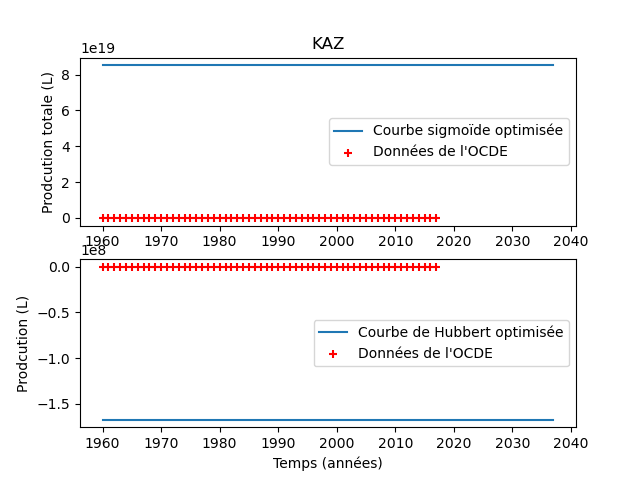 KAZ
1e19
8
6
4
2
0
Prodcution totale (L)
Courbe sigmoïde optimisée
Données de l'OCDE
1960 1970 1980 1990 2000 2010 2020 2030 2040
1e8
0.0
−0.5
−1.0
−1.5
Prodcution (L)
Courbe de Hubbert optimisée
Données de l'OCDE
1960 1970 1980 1990 2000 2010 2020 2030 2040
Temps (années)